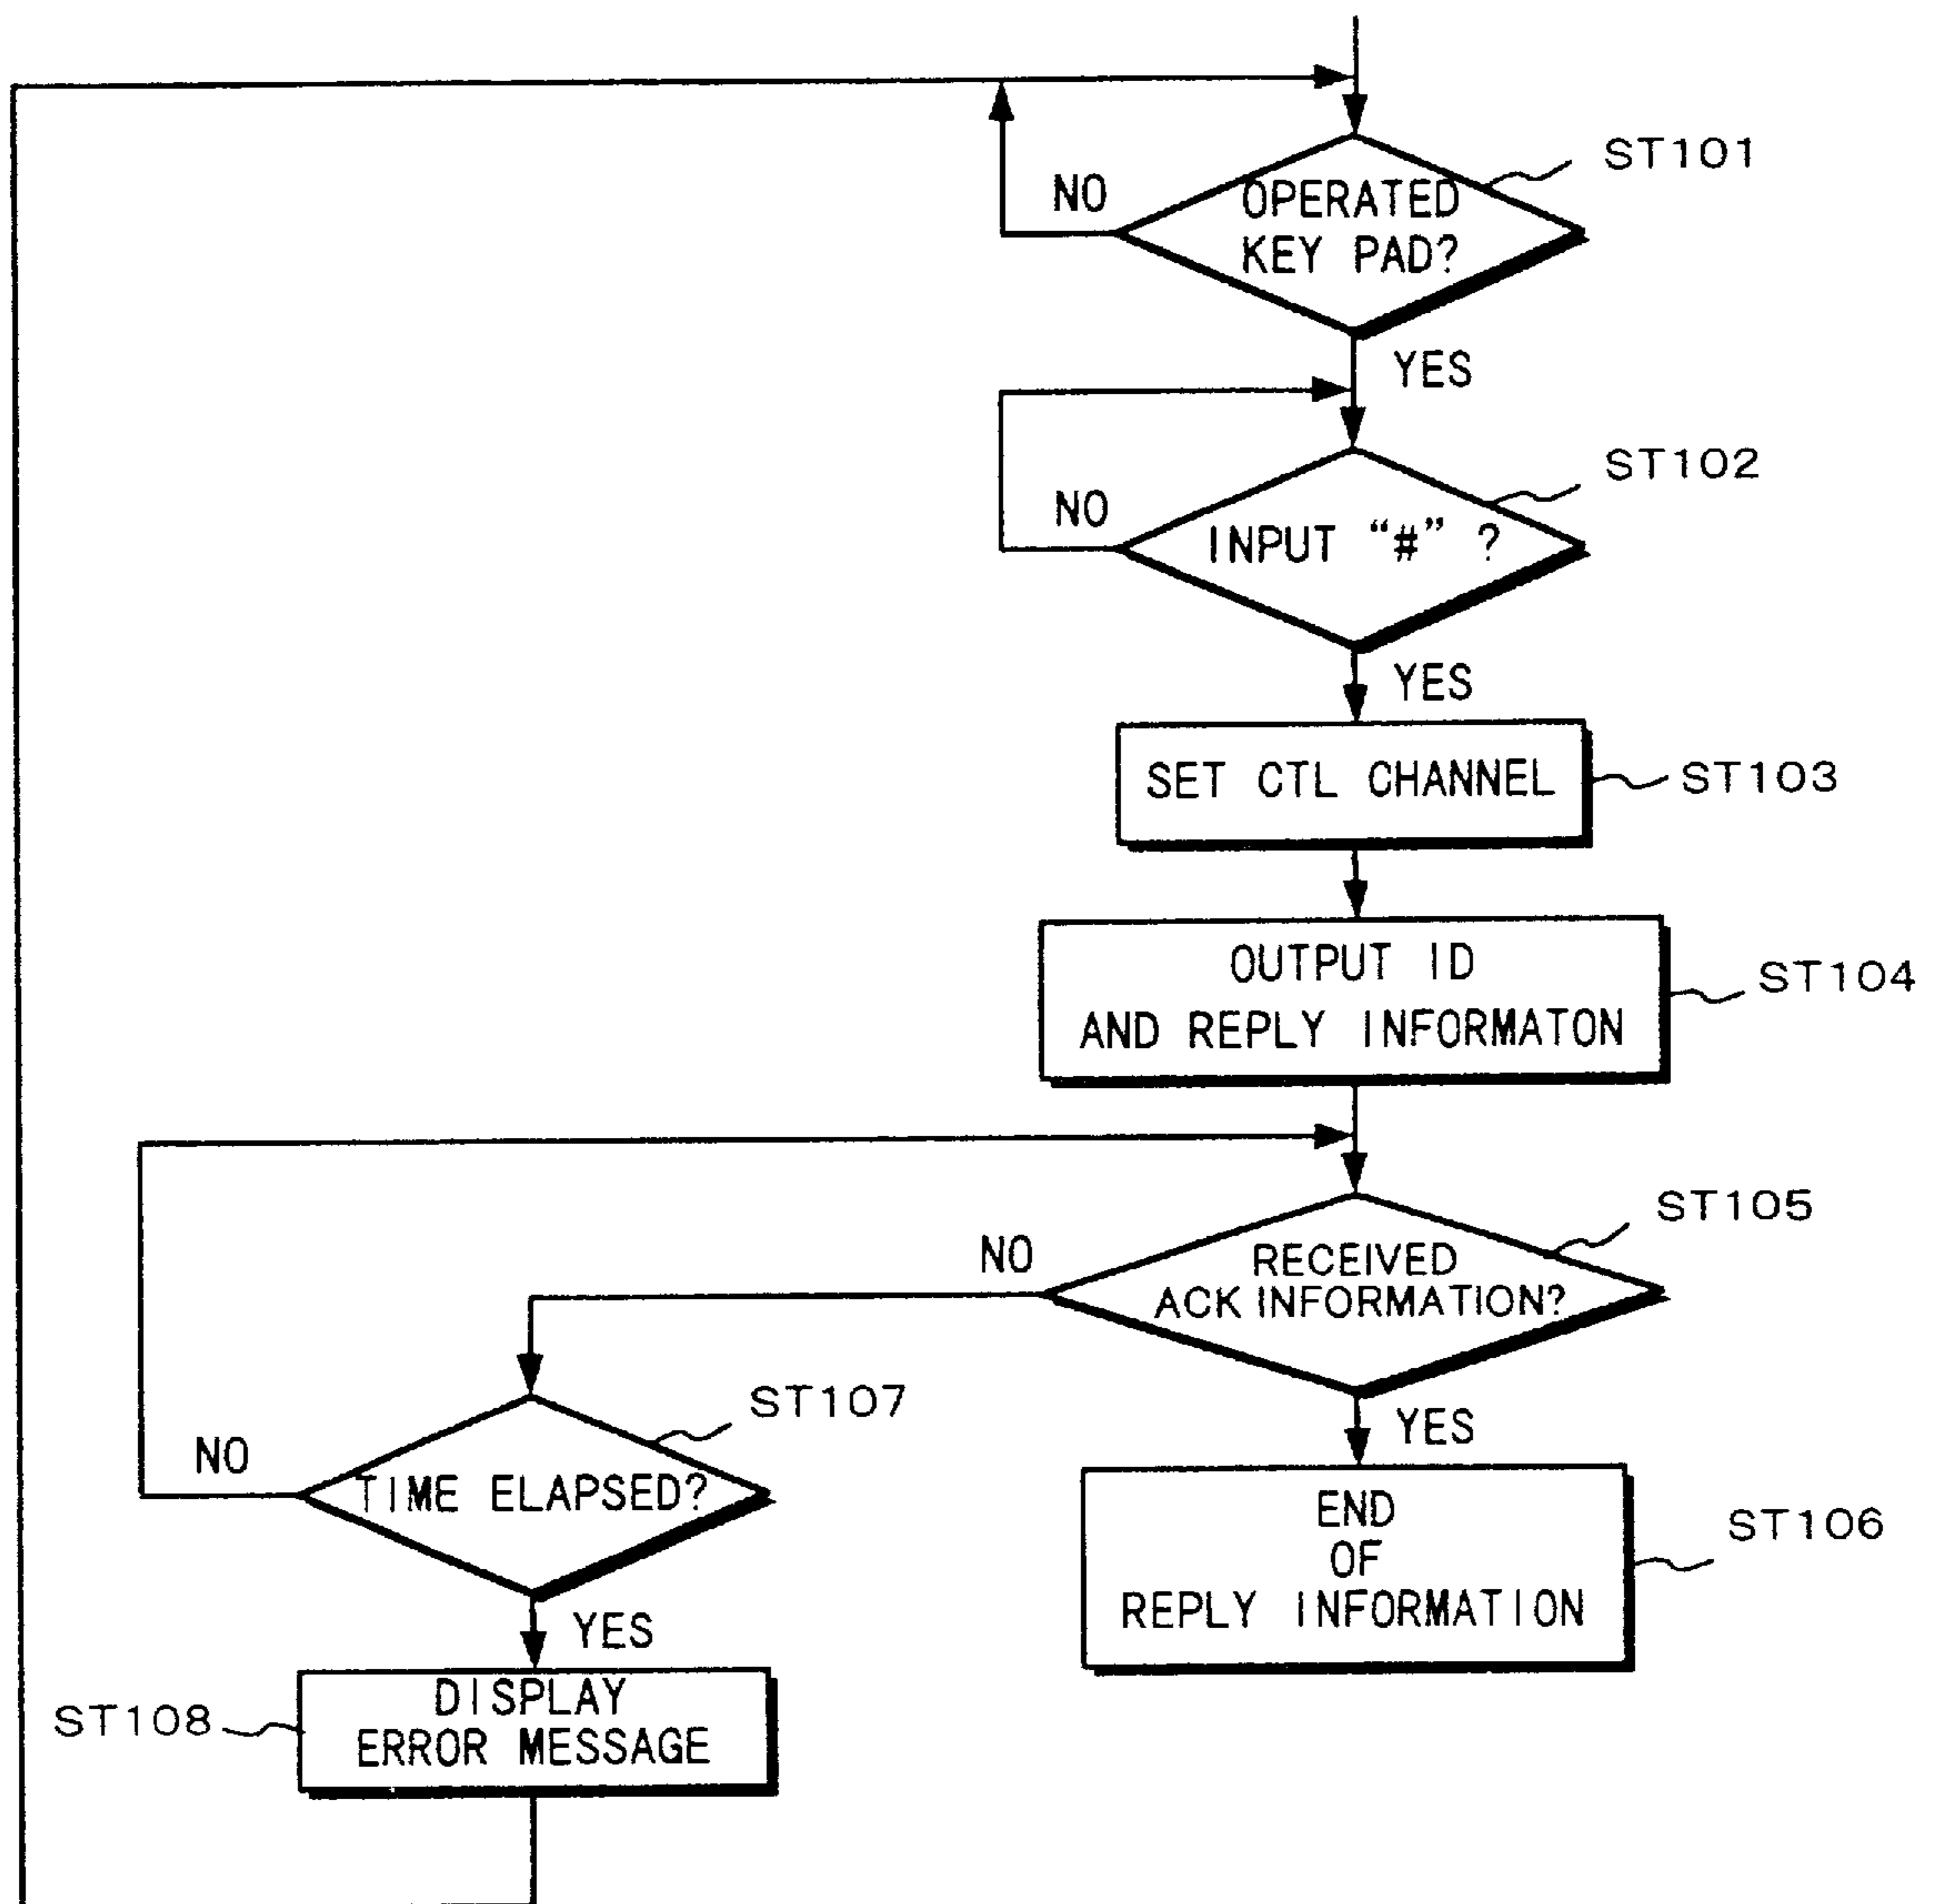 ST101
NO
OPERATED
KEY PAD?
YES
ST102
NO
INPUT “#” ?
YES
SET CTL CHANNEL
ST103
OUTPUT ID
AND REPLY INFORMATON
ST104
ST105
NO
RECEIVED
ACK INFORMATION?
YES
ST107
NO
TIME ELAPSED?
YES
END
OF
REPLY INFORMATION
ST106
ST108
DISPLAY
ERROR MESSAGE